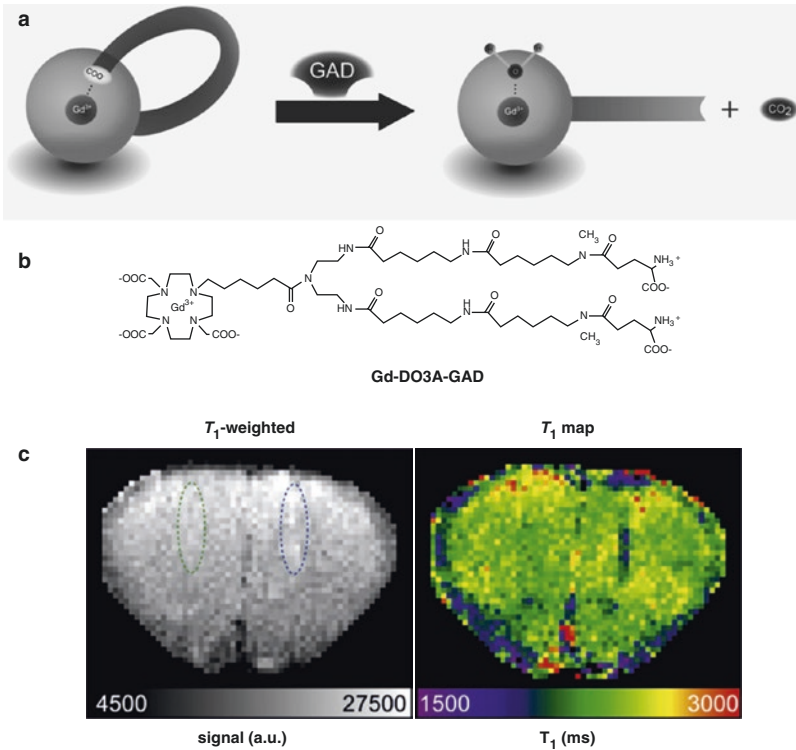 a
COO
Gd³⁺
GAD
O
Gd³⁺
+
CO₂
b
-OOC
-OOC
N
N
N
N
Gd³⁺
COO-
O
N
HN
O
H
N
O
CH₃
N
O
NH₃⁺
COO-
HN
O
H
N
O
N
CH₃
O
NH₃⁺
COO-
Gd-DO3A-GAD
T₁-weighted
T₁ map
c
4500 27500
1500 3000
signal (a.u.)
T₁ (ms)